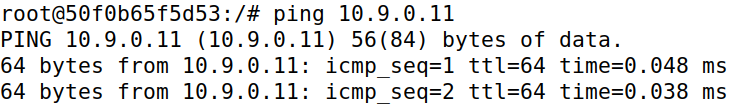 root@50f0b65f5d53:/# ping 10.9.0.11
PING 10.9.0.11 (10.9.0.11) 56(84) bytes of data.
64 bytes from 10.9.0.11: icmp_seq=1 ttl=64 time=0.048 ms
64 bytes from 10.9.0.11: icmp_seq=2 ttl=64 time=0.038 ms